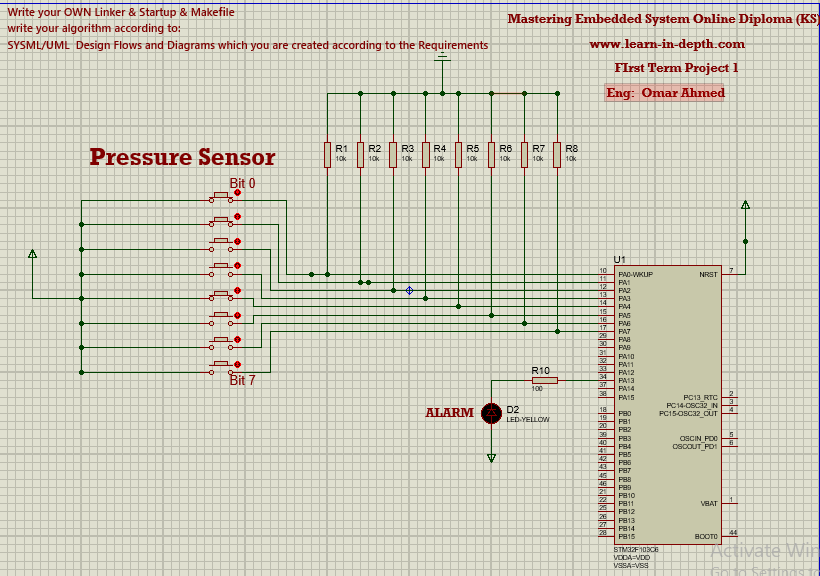 Write your OWN Linker & Startup & Makefile
write your algorithm according to:
SYSML/UML Design Flows and Diagrams which you are created according to the Requirements
Mastering Embedded System Online Diploma (KS)
www.learn-in-depth.com
FIrst Term Project 1
Eng: Omar Ahmed
Pressure Sensor
Bit 0
Bit 7
R1
10k
R2
10k
R3
10k
R4
10k
R5
10k
R6
10k
R7
10k
R8
10k
R10
100
ALARM
D2
LED-YELLOW
U1
10 PA0-WKUP
11 PA1
12 PA2
13 PA3
14 PA4
15 PA5
16 PA6
17 PA7
29 PA8
30 PA9
31 PA10
32 PA11
33 PA12
34 PA13
37 PA14
38 PA15
18 PB0
19 PB1
20 PB2
39 PB3
40 PB4
41 PB5
42 PB6
43 PB7
45 PB8
46 PB9
21 PB10
22 PB11
25 PB12
26 PB13
27 PB14
28 PB15
NRST 7
PC13_RTC 2
PC14-OSC32_IN 3
PC15-OSC32_OUT 4
OSCIN_PD0 5
OSCOUT_PD1 6
VBAT 1
BOOT0 44
STM32F103C6
VDDA=VDD
VSSA=VSS
Activate Win
Go to Settings to